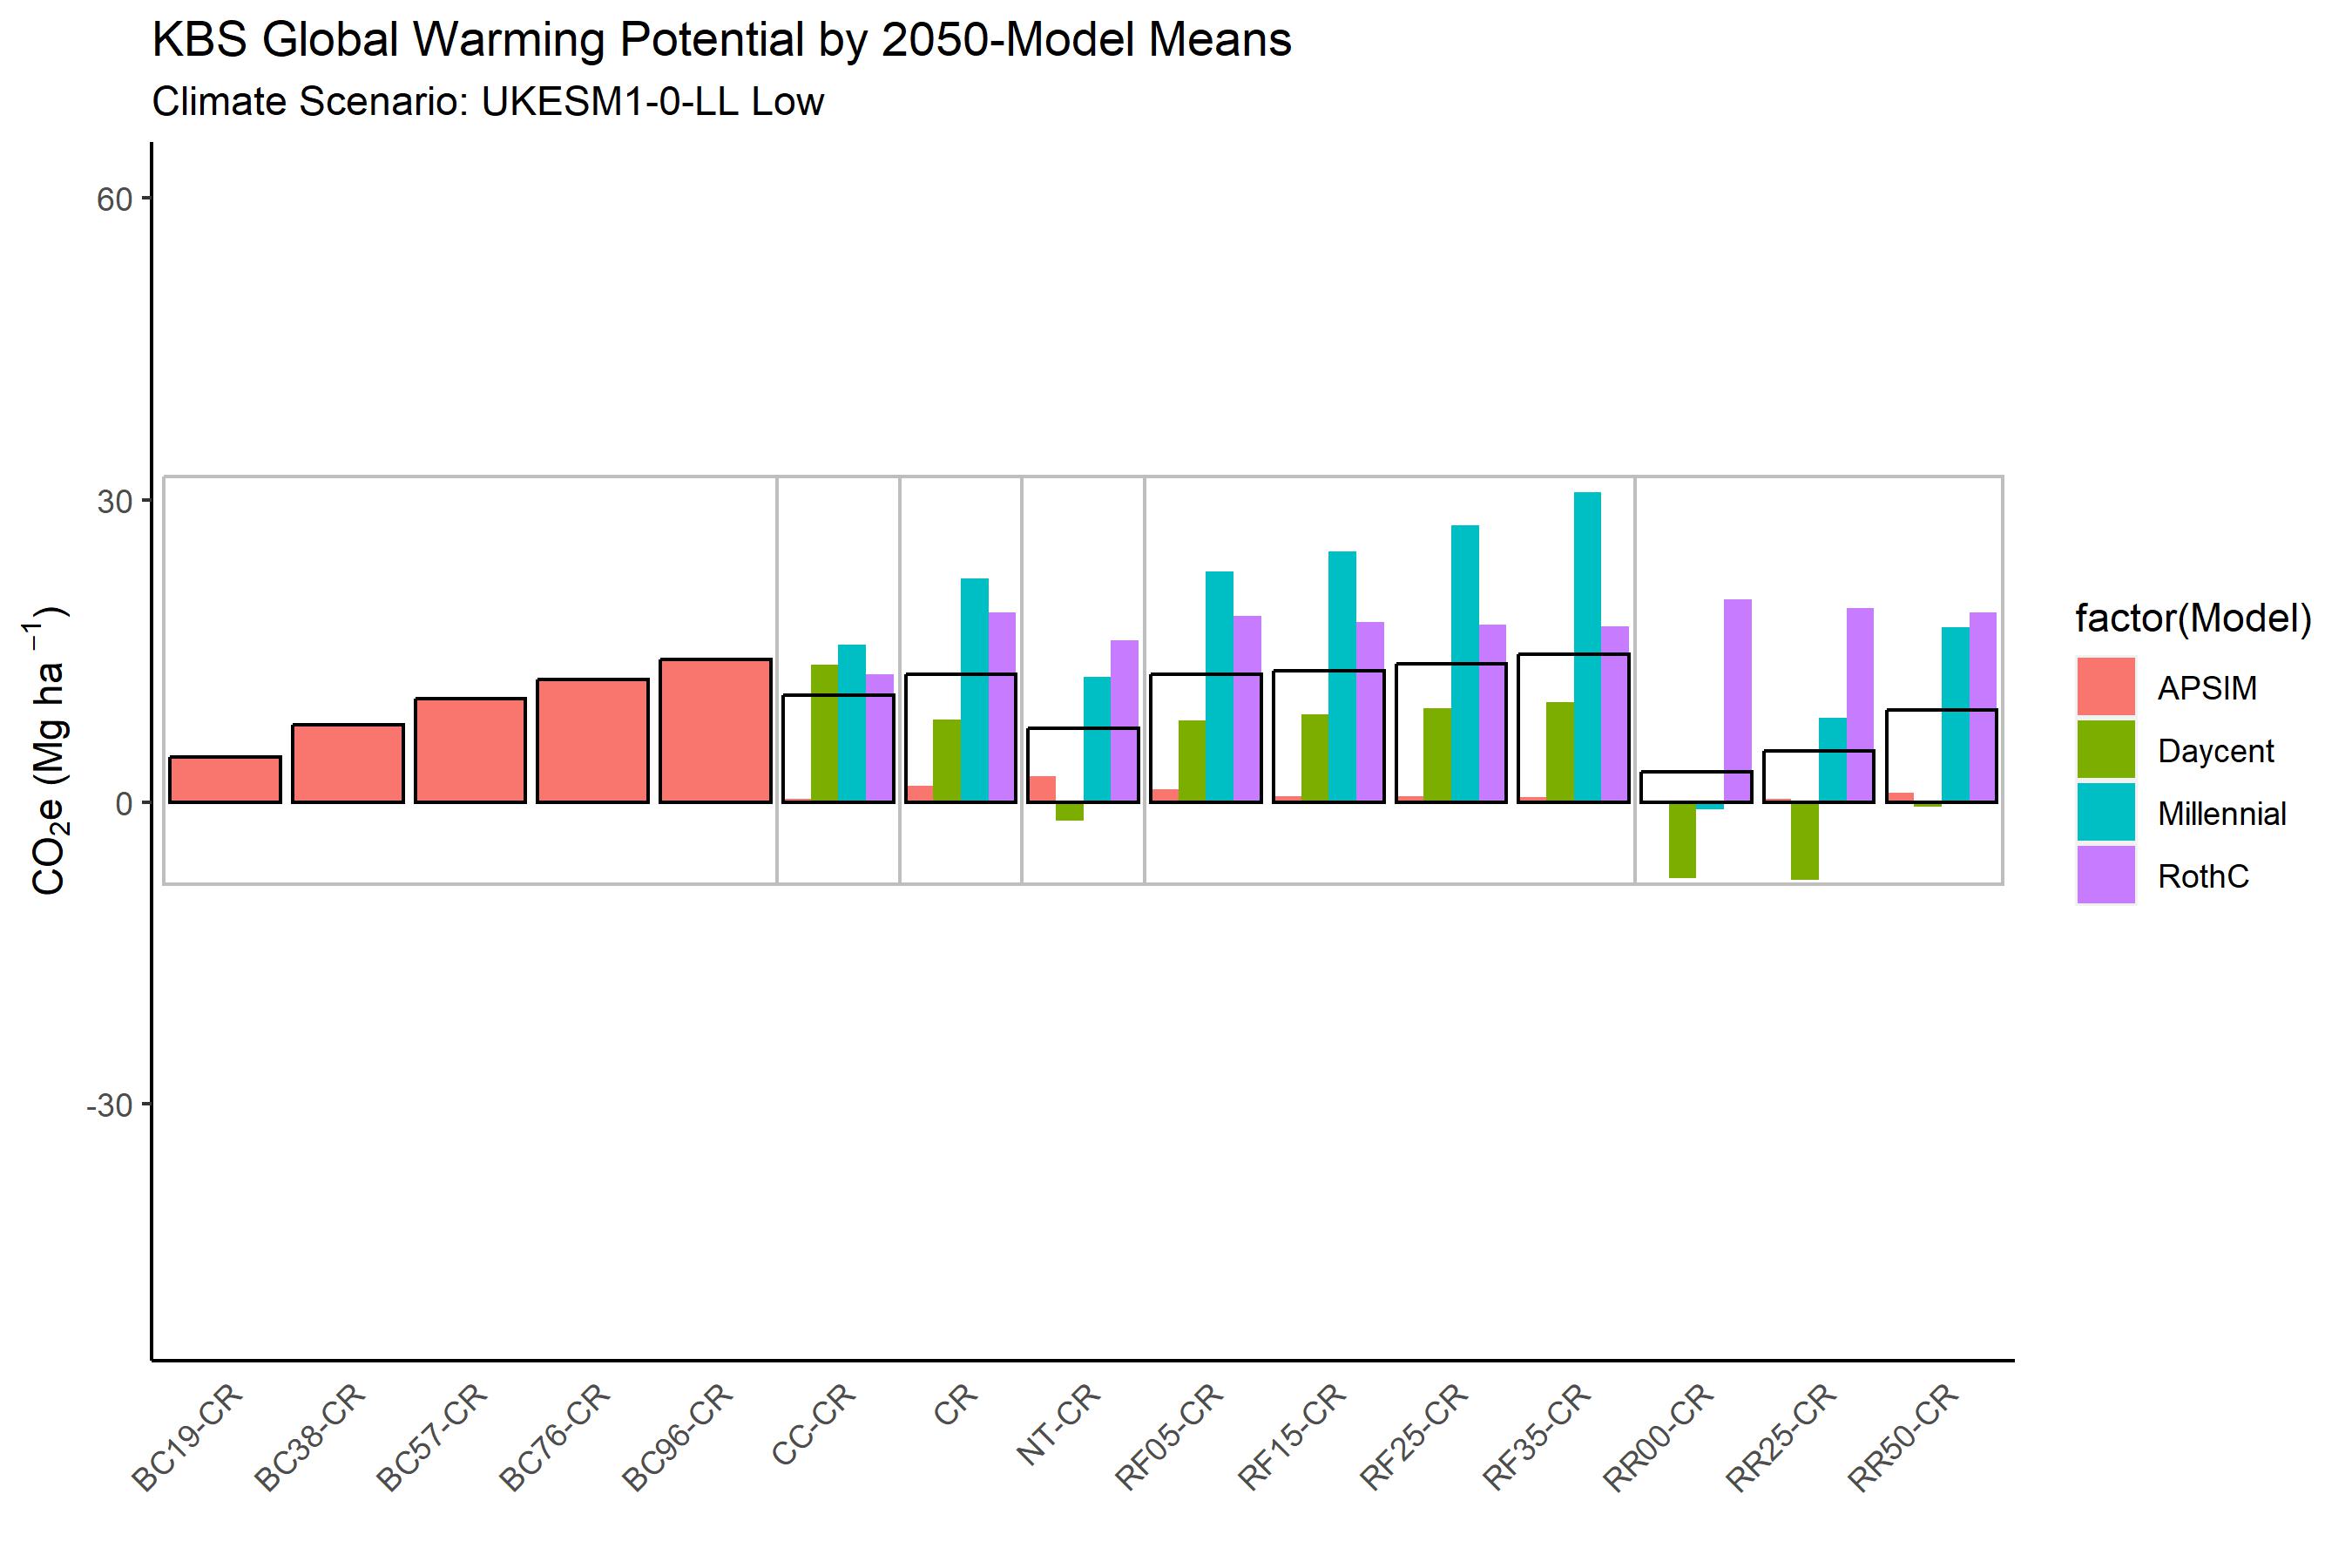 KBS Global Warming Potential by 2050-Model Means
Climate Scenario: UKESM1-0-LL Low
60
30
0
-30
CO₂e (Mg ha ⁻¹)
BC19-CR
BC38-CR
BC57-CR
BC76-CR
BC96-CR
CC-CR
CR
NT-CR
RF05-CR
RF15-CR
RF25-CR
RF35-CR
RR00-CR
RR25-CR
RR50-CR
factor(Model)
APSIM
Daycent
Millennial
RothC